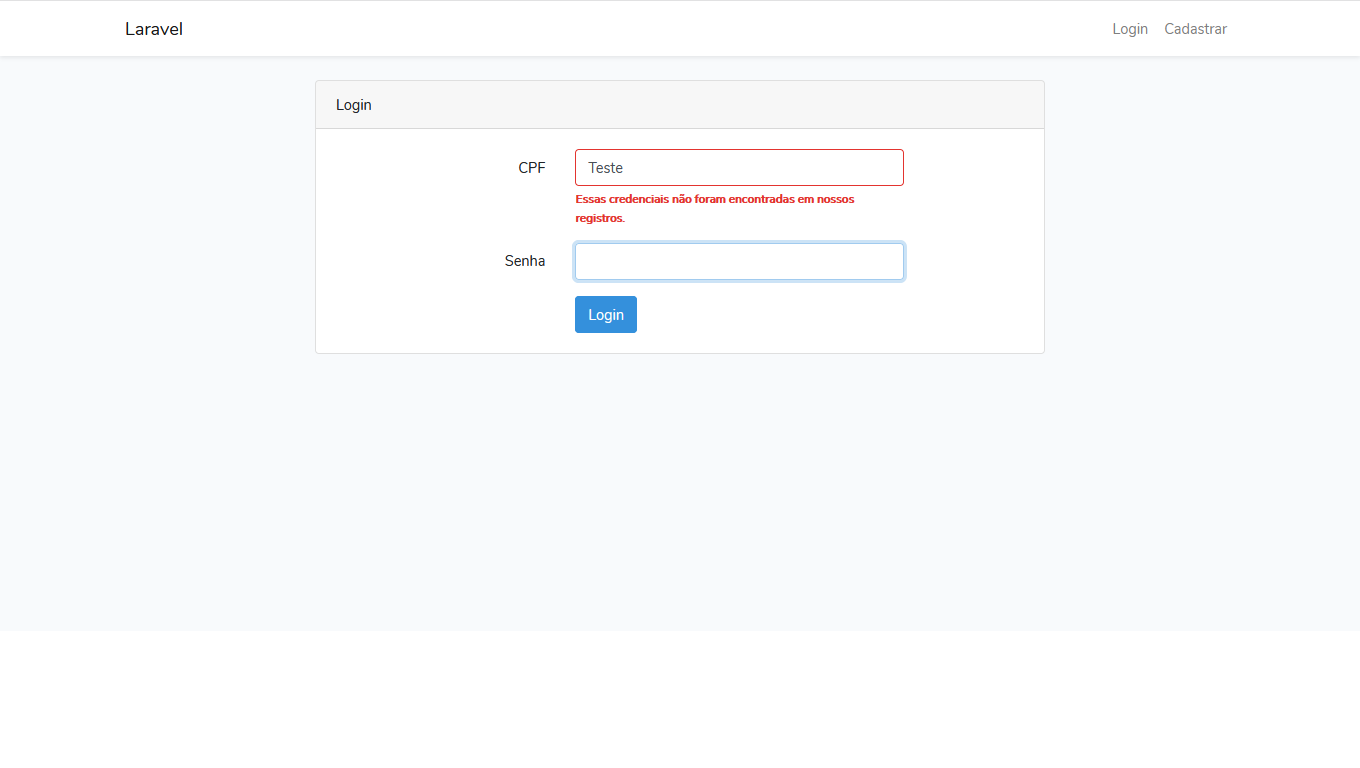 Laravel
Login Cadastrar
Login
CPF Teste
Essas credenciais não foram encontradas em nossos
registros.
Senha
Login